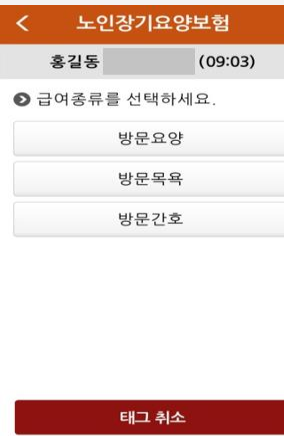 노인장기요양보험
홍길동 (09:03)
급여종류를 선택하세요.
방문요양
방문목욕
방문간호
태그 취소